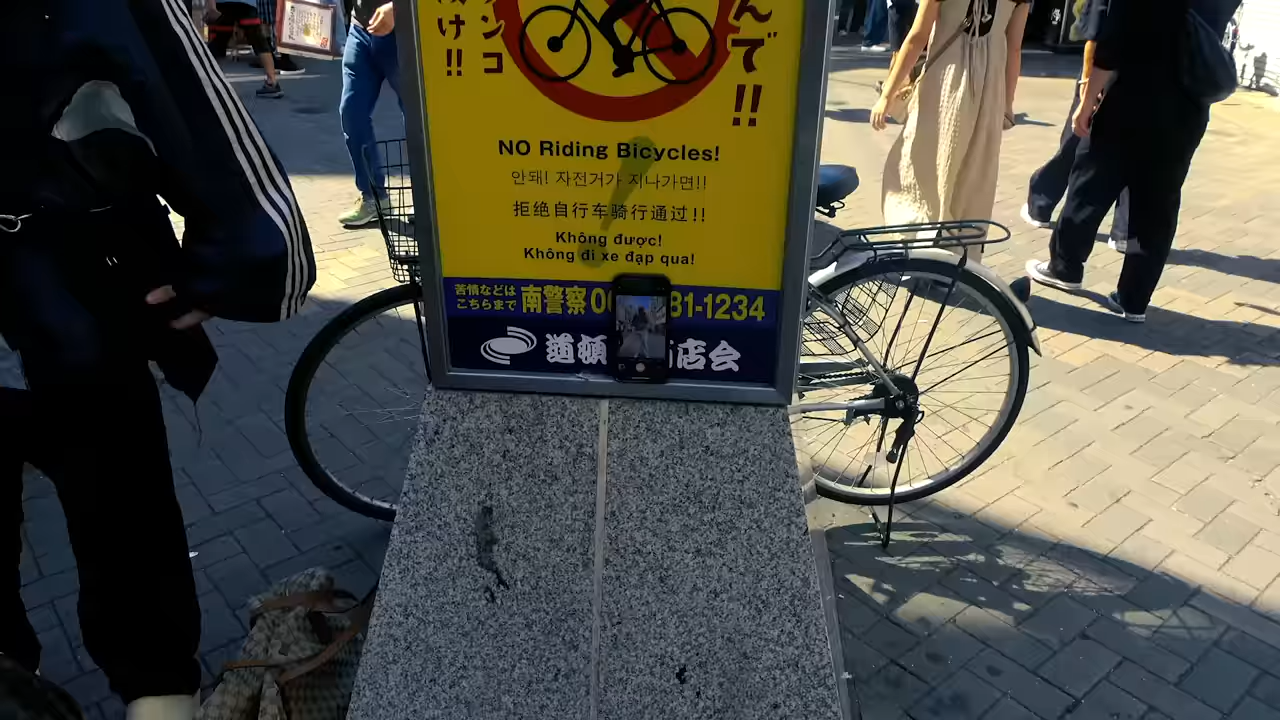 んで!!
ンコ
け!!
NO Riding Bicycles!
안돼! 자전거가 지나가면!!
拒绝自行车骑行通过!!
Không được!
Không đi xe đạp qua!
苦情などは
こちらまで
南警察 0 81-1234
道頓 店会